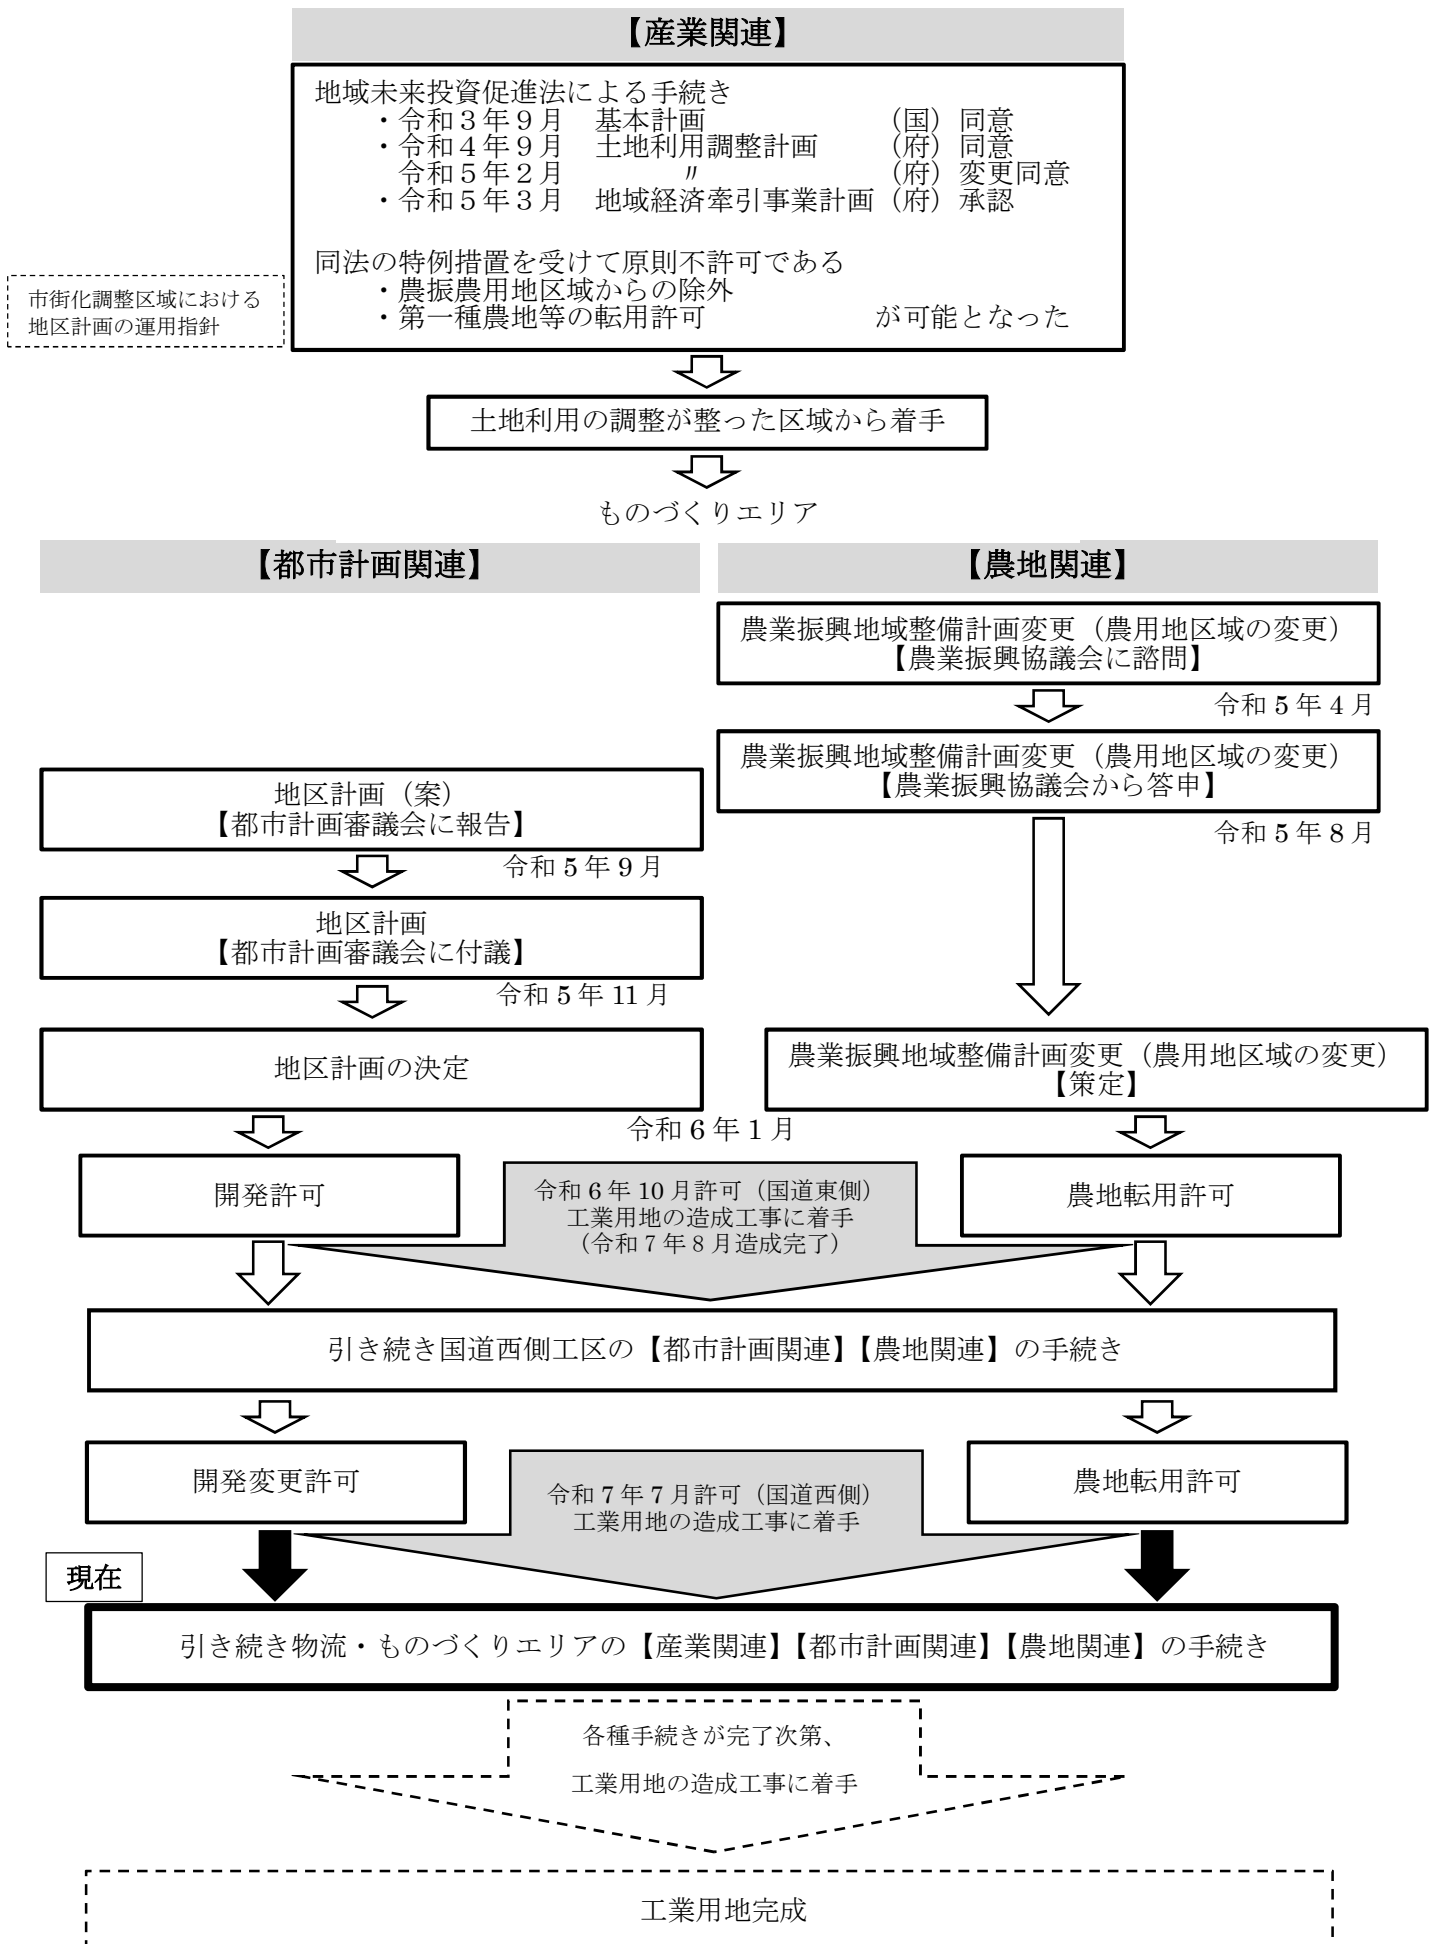 【産業関連】
地域未来投資促進法による手続き
・令和３年９月　基本計画　（国）同意
・令和４年９月　土地利用調整計画　（府）同意
令和５年２月　〃　（府）変更同意
・令和５年３月　地域経済牽引事業計画（府）承認
同法の特例措置を受けて原則不許可である
・農振農用地区域からの除外
・第一種農地等の転用許可　が可能となった
市街化調整区域における
地区計画の運用指針
土地利用の調整が整った区域から着手
ものづくりエリア
【都市計画関連】
【農地関連】
農業振興地域整備計画変更（農用地区域の変更）
【農業振興協議会に諮問】
令和 5 年 4 月
農業振興地域整備計画変更（農用地区域の変更）
【農業振興協議会から答申】
令和 5 年 8 月
地区計画（案）
【都市計画審議会に報告】
令和 5 年 9 月
地区計画
【都市計画審議会に付議】
令和 5 年 11 月
地区計画の決定
農業振興地域整備計画変更（農用地区域の変更）
【策定】
令和 6 年 1 月
開発許可
令和 6 年 10 月許可（国道東側）
工業用地の造成工事に着手
（令和 7 年 8 月造成完了）
農地転用許可
引き続き国道西側工区の【都市計画関連】【農地関連】の手続き
開発変更許可
令和 7 年 7 月許可（国道西側）
工業用地の造成工事に着手
農地転用許可
現在
引き続き物流・ものづくりエリアの【産業関連】【都市計画関連】【農地関連】の手続き
各種手続きが完了次第、
工業用地の造成工事に着手
工業用地完成